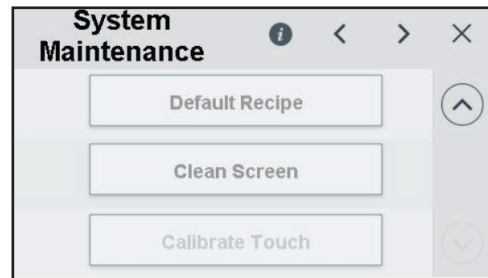 System
Maintenance
Default Recipe
Clean Screen
Calibrate Touch